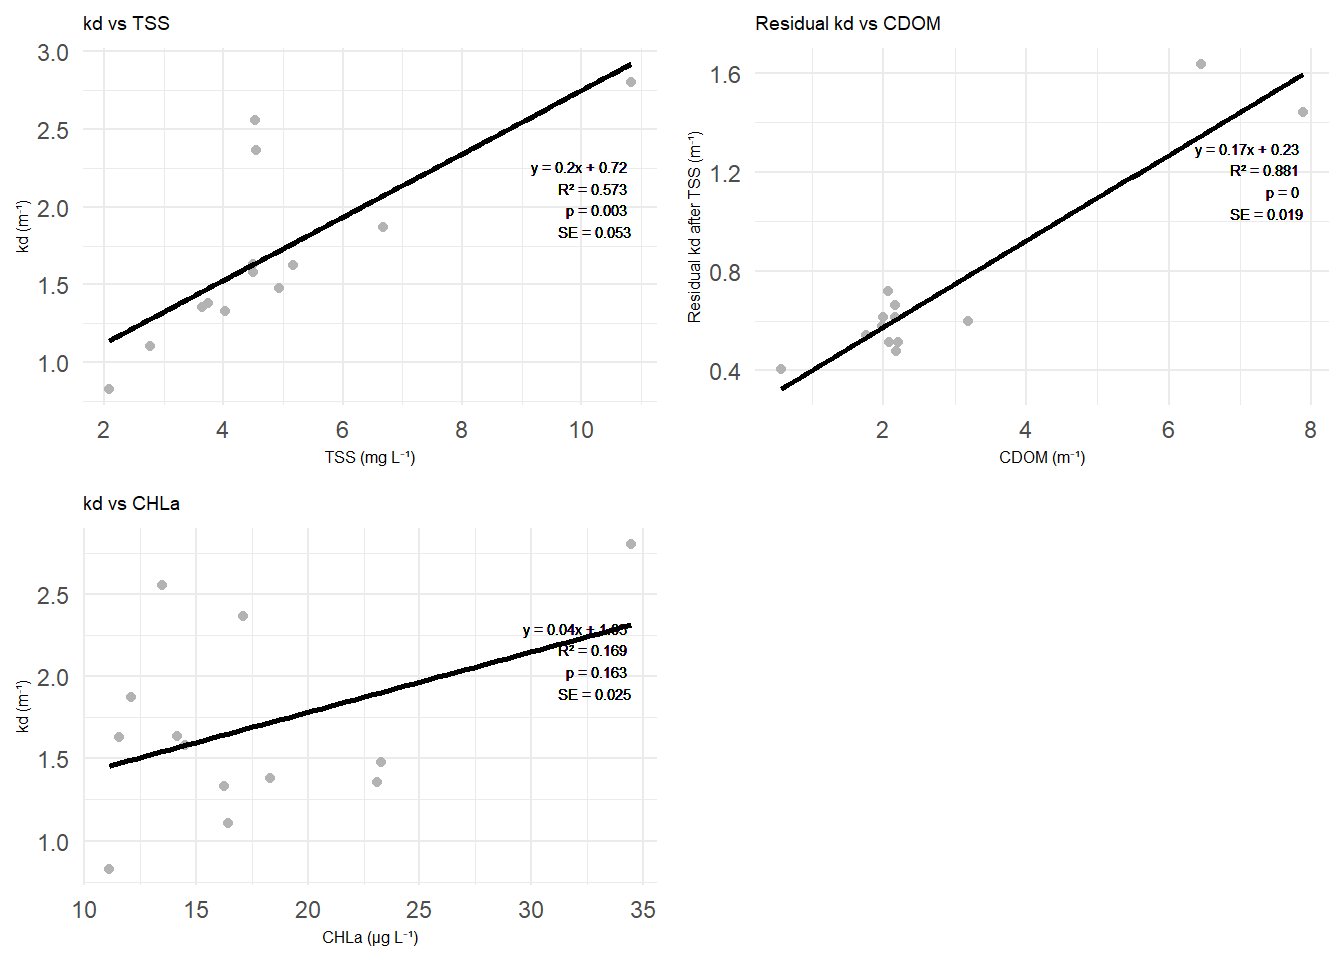 kd vs TSS
3.0
2.5
2.0
1.5
1.0
kd (m⁻¹)
y = 0.2x + 0.72
R² = 0.573
p = 0.003
SE = 0.053
2 4 6 8 10
TSS (mg L⁻¹)
Residual kd vs CDOM
1.6
1.2
0.8
0.4
Residual kd after TSS (m⁻¹)
y = 0.17x + 0.23
R² = 0.881
p = 0
SE = 0.019
2 4 6 8
CDOM (m⁻¹)
kd vs CHLa
2.5
2.0
1.5
1.0
kd (m⁻¹)
y = 0.04x +
R² = 0.169
p = 0.163
SE = 0.025
10 15 20 25 30 35
CHLa (µg L⁻¹)